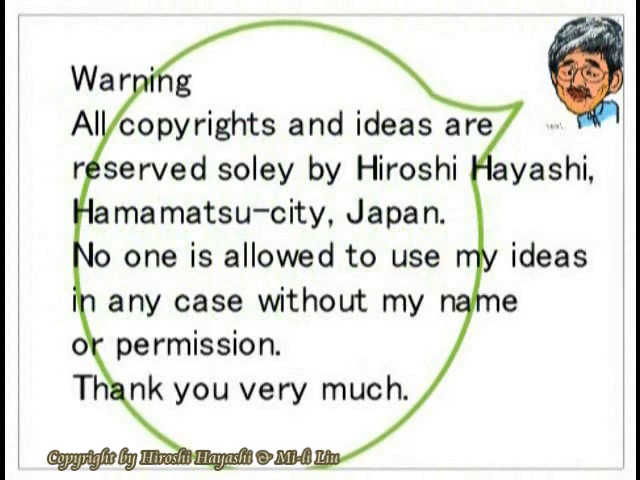 Warning
All copyrights and ideas are
reserved soley by Hiroshi Hayashi,
Hamamatsu-city, Japan.
No one is allowed to use my ideas
in any case without my name
or permission.
Thank you very much.
Copyright by Hiroshi Hayashi & Mi-li Liu